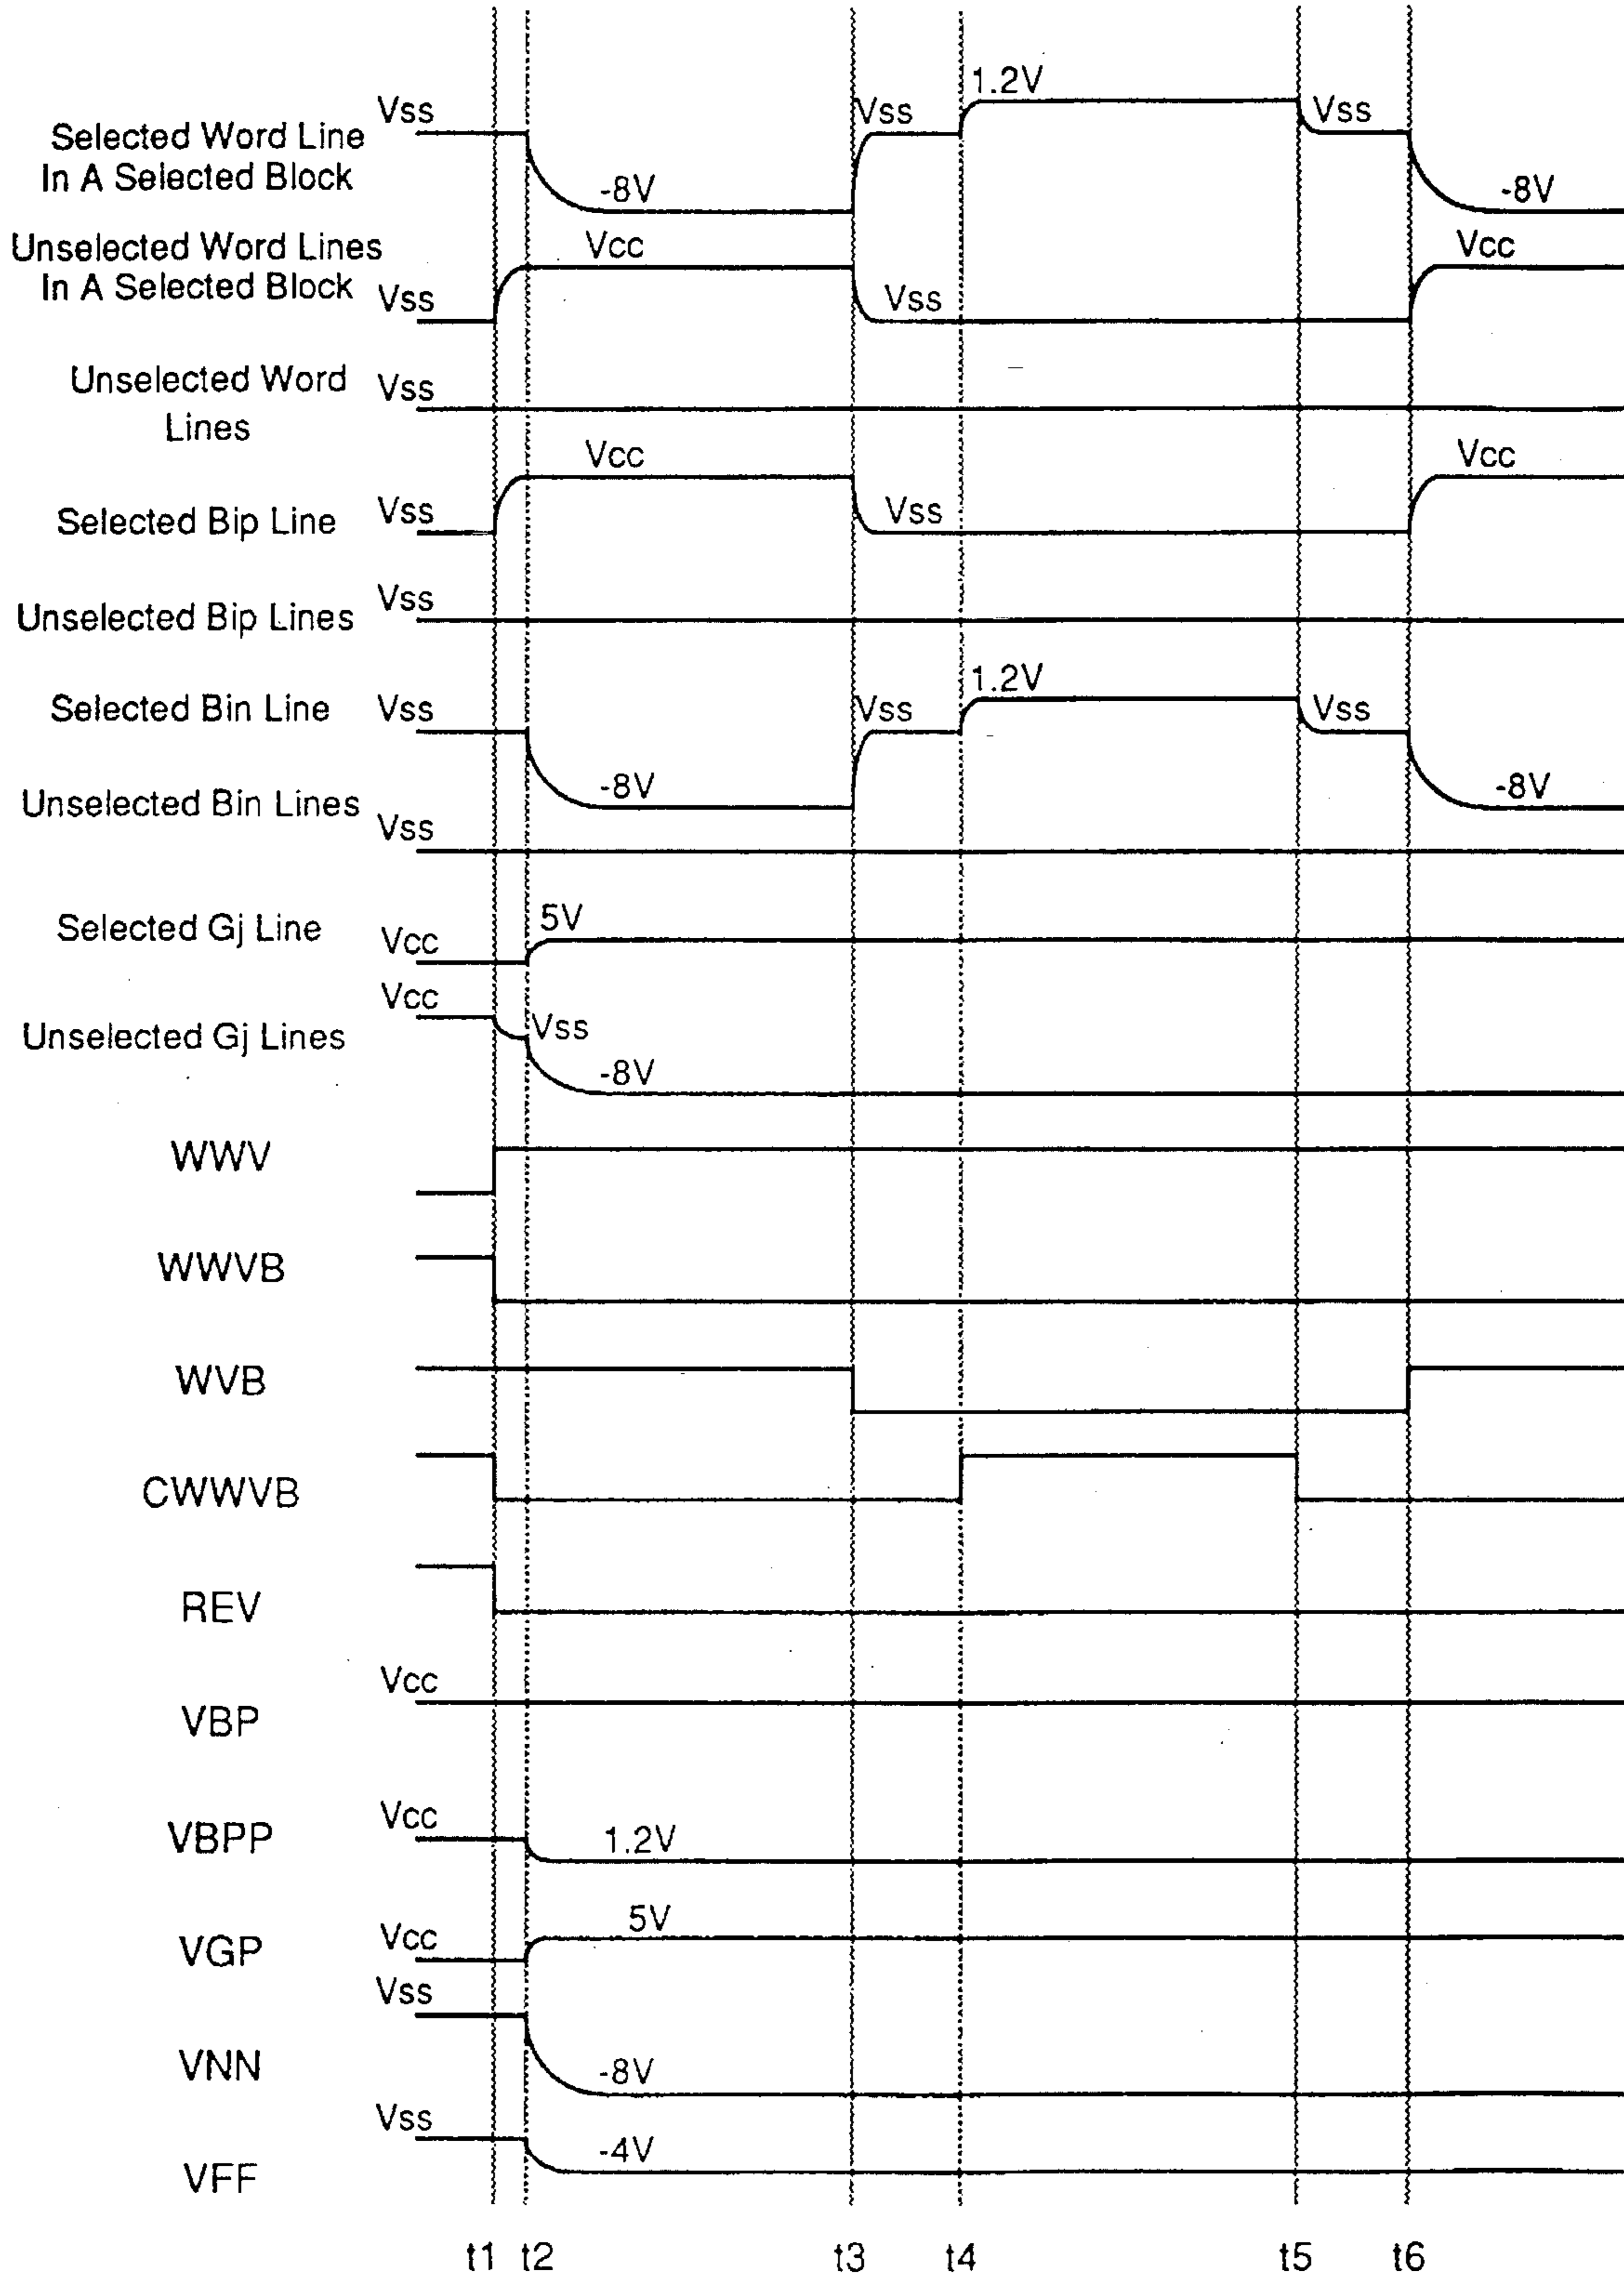 1.2V
Vss Vss Vss
Selected Word Line
In A Selected Block
-8V -8V
Unselected Word Lines
In A Selected Block
Vcc Vcc
Vss Vss
Unselected Word
Lines
Vss
Vcc Vcc
Selected Bip Line Vss Vss
Unselected Bip Lines Vss
1.2V
Selected Bin Line Vss Vss Vss
-8V -8V
Unselected Bin Lines
Vss
Selected Gj Line Vcc 5V
Vcc
Unselected Gj Lines Vss
-8V
WWV
WWVB
WVB
CWWVB
REV
Vcc
VBP
Vcc
VBPP 1.2V
5V
VGP Vcc
Vss
VNN -8V
Vss
-4V
VFF
t1 t2 t3 t4 t5 t6